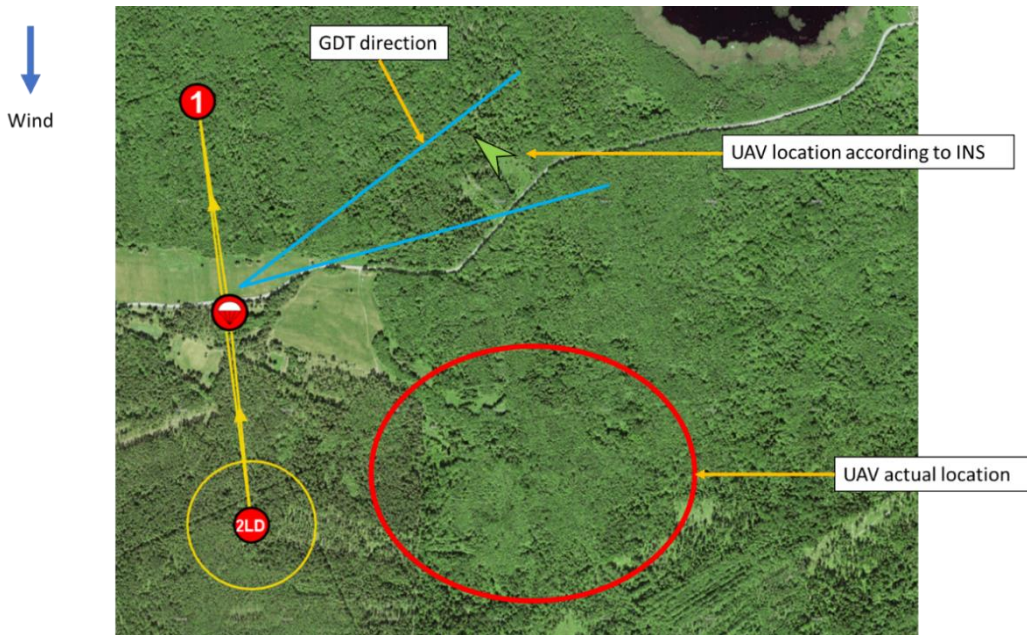 GDT direction
1
Wind
UAV location according to INS
UAV actual location
2LD